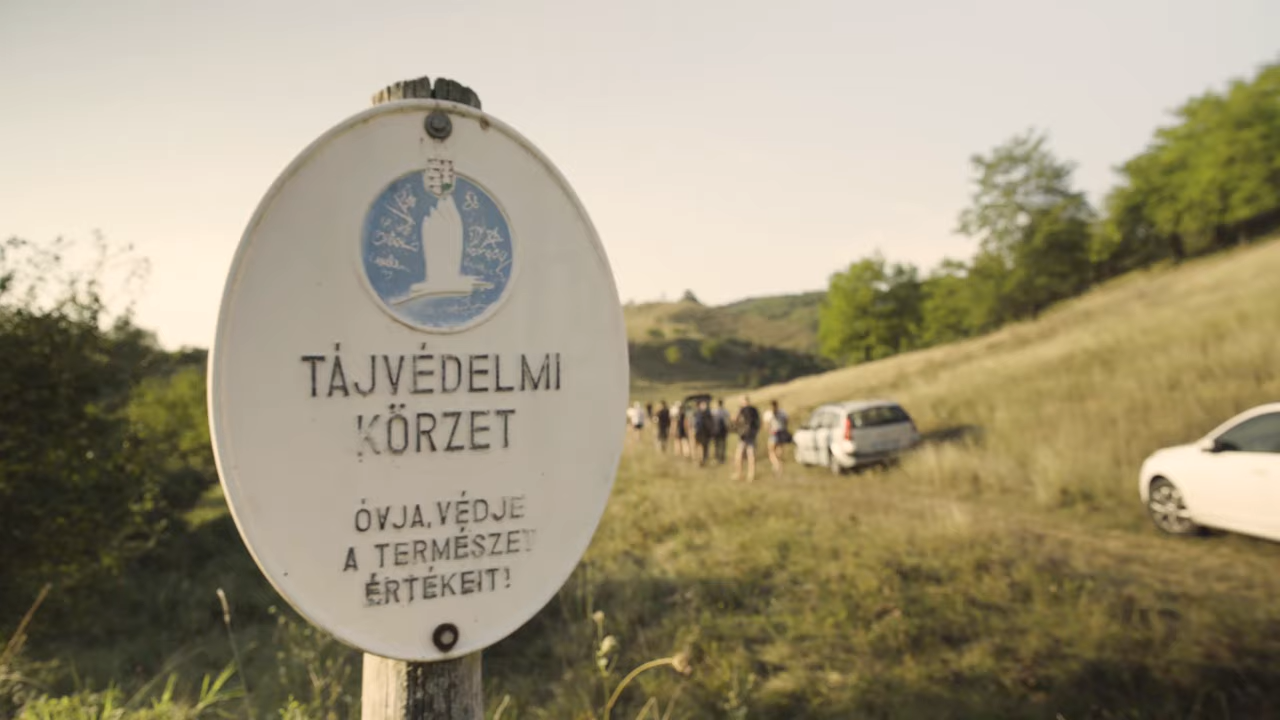 TÁJVÉDELMI
KÖRZET
ÓVJA, VÉDJE
A TERMÉSZET
ÉRTÉKEIT!